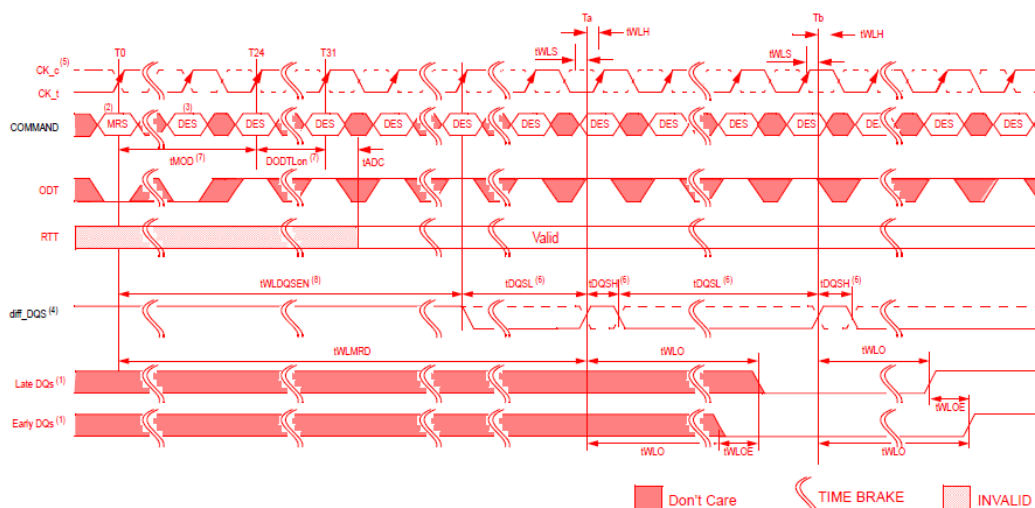 Ta Tb
tWLH tWLH
T0 T24 T31 tWLS tWLS
CK_c (5)
CK_t
COMMAND (2) MRS (3) DES DES DES DES DES DES DES DES DES DES DES DES DES
tMOD (7) DODTLon (7) tADC
ODT
RTT Valid
tWLDQSEN (8) tDQSL (6) tDQSH (6) tDQSL (6) tDQSH (6)
diff_DQS (4)
tWLMRD tWLO tWLO
Late DQs (1)
tWLOE
Early DQs (1)
tWLO tWLOE tWLO
Don't Care TIME BRAKE INVALID